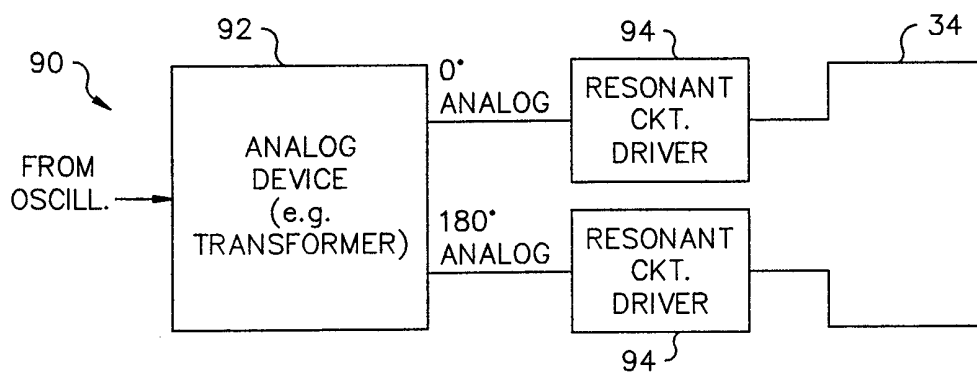 90
92
94
34
FROM
OSCILL.
ANALOG
DEVICE
(e.g.
TRANSFORMER)
0°
ANALOG
RESONANT
CKT.
DRIVER
180°
ANALOG
RESONANT
CKT.
DRIVER
94